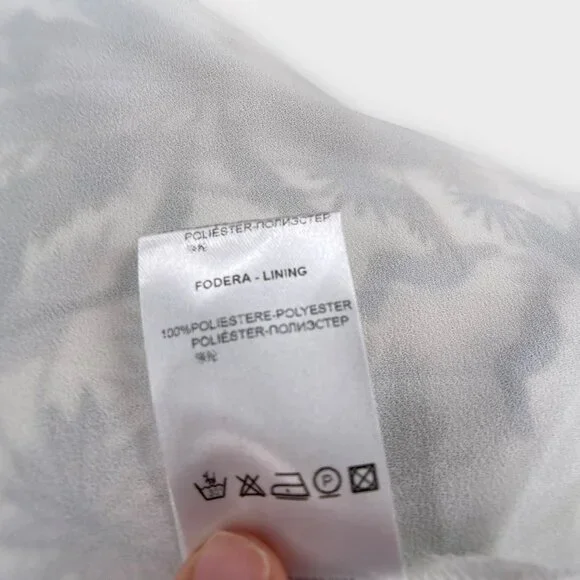 POLIÉSTER-ПОЛИЭСТЕР
FODERA - LINING
100%POLIESTERE-POLYESTER
POLIÉSTER-ПОЛИЭСТЕР
P